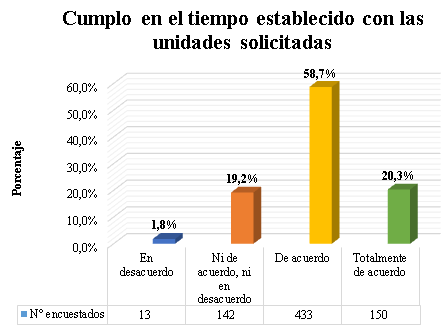 Cumplo en el tiempo establecido con las
unidades solicitadas
Porcentaje
60,0%
50,0%
40,0%
30,0%
20,0%
10,0%
0,0%
1,8%
19,2%
58,7%
20,3%
En
desacuerdo
Ni de
acuerdo, ni
en
desacuerdo
De acuerdo
Totalmente
de acuerdo
N° encuestados 13 142 433 150